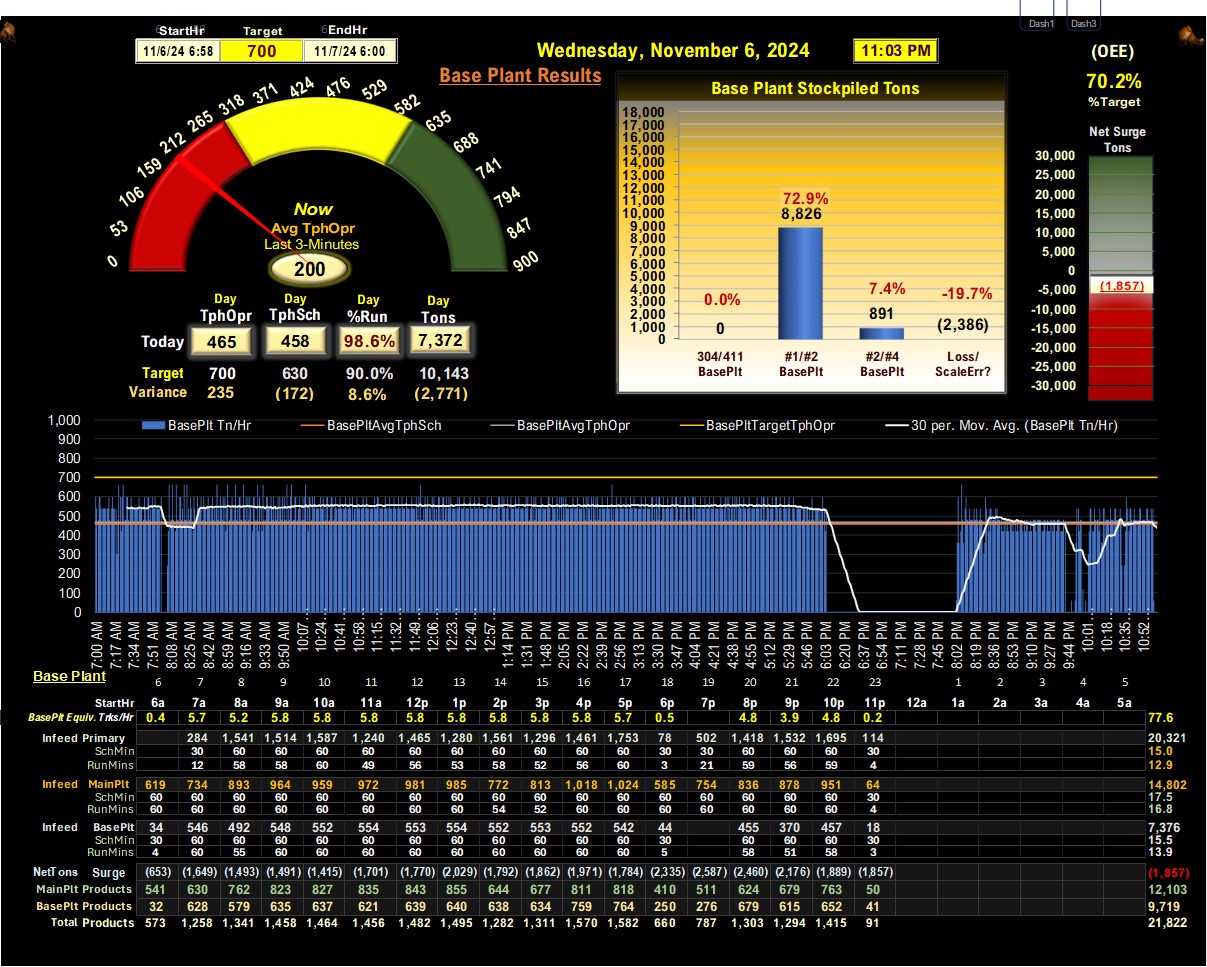 Dash1 Dash3
StartHr Target EndHr
11/6/24 6:58 700 11/7/24 6:00
Wednesday, November 6, 2024 11:03 PM
Base Plant Results
(OEE)
70.2%
%Target
Net Surge
Tons
30,000
25,000
20,000
15,000
10,000
5,000
0
-5,000
-10,000
-15,000
-20,000
-25,000
-30,000
(1,857)
0 53 106 159 212 265 318 371 424 476 529 582 635 688 741 794 847 900
Now
Avg TphOpr
Last 3-Minutes
200
Day Day Day Day
TphOpr TphSch %Run Tons
Today 465 458 98.6% 7,372
Target 700 630 90.0% 10,143
Variance 235 (172) 8.6% (2,771)
Base Plant Stockpiled Tons
18,000
17,000
16,000
15,000
14,000
13,000
12,000
11,000
10,000
9,000
8,000
7,000
6,000
5,000
4,000
3,000
2,000
1,000
0
0.0% 72.9% 7.4% -19.7%
0 8,826 891 (2,386)
304/411 #1/#2 #2/#4 Loss/
BasePlt BasePlt BasePlt ScaleErr?
BasePlt Tn/Hr BasePltAvgTphSch BasePltAvgTphOpr BasePltTargetTphOpr 30 per. Mov. Avg. (BasePlt Tn/Hr)
1,000
900
800
700
600
500
400
300
200
100
0
7:00 AM 7:17 AM 7:34 AM 7:51 AM 8:08 AM 8:25 AM 8:42 AM 8:59 AM 9:16 AM 9:33 AM 9:50 AM 10:07… 10:24… 10:41… 10:58… 11:15… 11:32… 11:49… 12:06… 12:23… 12:40… 12:57… 1:14 PM 1:31 PM 1:48 PM 2:05 PM 2:22 PM 2:39 PM 2:56 PM 3:13 PM 3:30 PM 3:47 PM 4:04 PM 4:21 PM 4:38 PM 4:55 PM 5:12 PM 5:29 PM 5:46 PM 6:03 PM 6:20 PM 6:37 PM 6:54 PM 7:11 PM 7:28 PM 7:45 PM 8:02 PM 8:19 PM 8:36 PM 8:53 PM 9:10 PM 9:27 PM 9:44 PM 10:01… 10:18… 10:35… 10:52…
Base Plant
6 7 8 9 10 11 12 13 14 15 16 17 18 19 20 21 22 23 1 2 3 4 5
StartHr 6a 7a 8a 9a 10a 11a 12p 1p 2p 3p 4p 5p 6p 7p 8p 9p 10p 11p 12a 1a 2a 3a 4a 5a
BasePlt Equiv. Trks/Hr 0.4 5.7 5.2 5.8 5.8 5.8 5.8 5.8 5.8 5.8 5.8 5.7 0.5 4.8 3.9 4.8 0.2 77.6
Infeed Primary 284 1,541 1,514 1,587 1,240 1,465 1,280 1,561 1,296 1,461 1,753 78 502 1,418 1,532 1,695 114 20,321
SchMin 30 60 60 60 60 60 60 60 60 60 60 30 30 60 60 60 30 15.0
RunMins 12 58 58 60 49 56 53 58 52 56 60 3 21 59 56 59 4 12.9
Infeed MainPlt 619 734 893 964 959 972 981 985 772 813 1,018 1,024 585 754 836 878 951 64 14,802
SchMin 60 60 60 60 60 60 60 60 60 60 60 60 60 60 60 60 60 30 17.5
RunMins 60 60 60 60 60 60 60 60 54 52 60 60 60 60 60 60 60 4 16.8
Infeed BasePlt 34 546 492 548 552 554 553 554 552 553 552 542 44 455 370 457 18 7,376
SchMin 30 60 60 60 60 60 60 60 60 60 60 60 30 60 60 60 30 15.5
RunMins 4 60 55 60 60 60 60 60 60 60 60 60 5 58 51 58 3 13.9
NetTons Surge (653) (1,649) (1,493) (1,491) (1,415) (1,701) (1,770) (2,029) (1,792) (1,862) (1,971) (1,784) (2,335) (2,587) (2,460) (2,176) (1,889) (1,857) (1,857)
MainPlt Products 541 630 762 823 827 835 843 855 644 677 811 818 410 511 624 679 763 50 12,103
BasePlt Products 32 628 579 635 637 621 639 640 638 634 759 764 250 276 679 615 652 41 9,719
Total Products 573 1,258 1,341 1,458 1,464 1,456 1,482 1,495 1,282 1,311 1,570 1,582 660 787 1,303 1,294 1,415 91 21,822